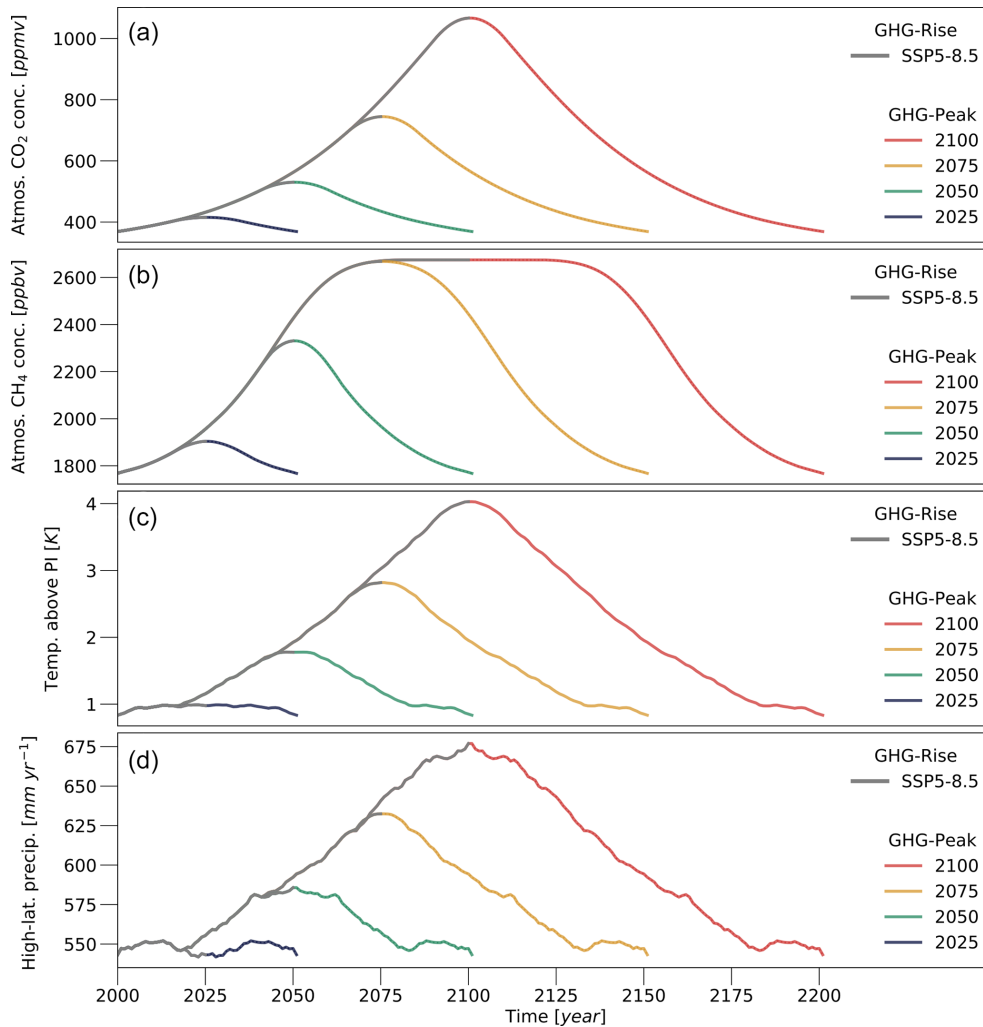 (a)
Atmos. CO₂ conc. [ppmv]
1000
800
600
400
GHG-Rise
SSP5-8.5
GHG-Peak
2100
2075
2050
2025
(b)
Atmos. CH₄ conc. [ppbv]
2600
2400
2200
2000
1800
GHG-Rise
SSP5-8.5
GHG-Peak
2100
2075
2050
2025
(c)
Temp. above PI [K]
4
3
2
1
GHG-Rise
SSP5-8.5
GHG-Peak
2100
2075
2050
2025
(d)
High-lat. precip. [mm yr⁻¹]
675
650
625
600
575
550
GHG-Rise
SSP5-8.5
GHG-Peak
2100
2075
2050
2025
2000 2025 2050 2075 2100 2125 2150 2175 2200
Time [year]